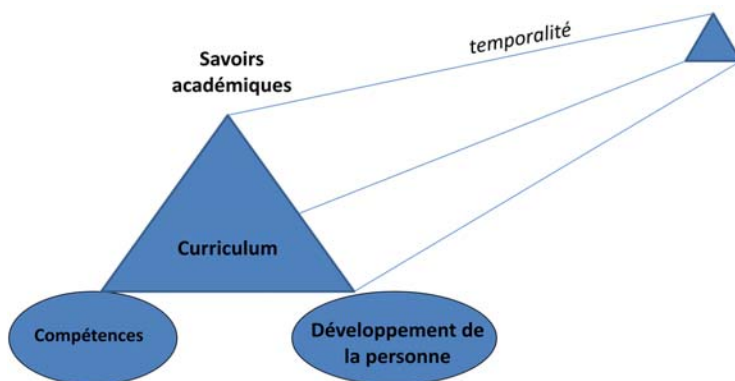 temporalité
Savoirs
académiques
Curriculum
Compétences
Développement de
la personne